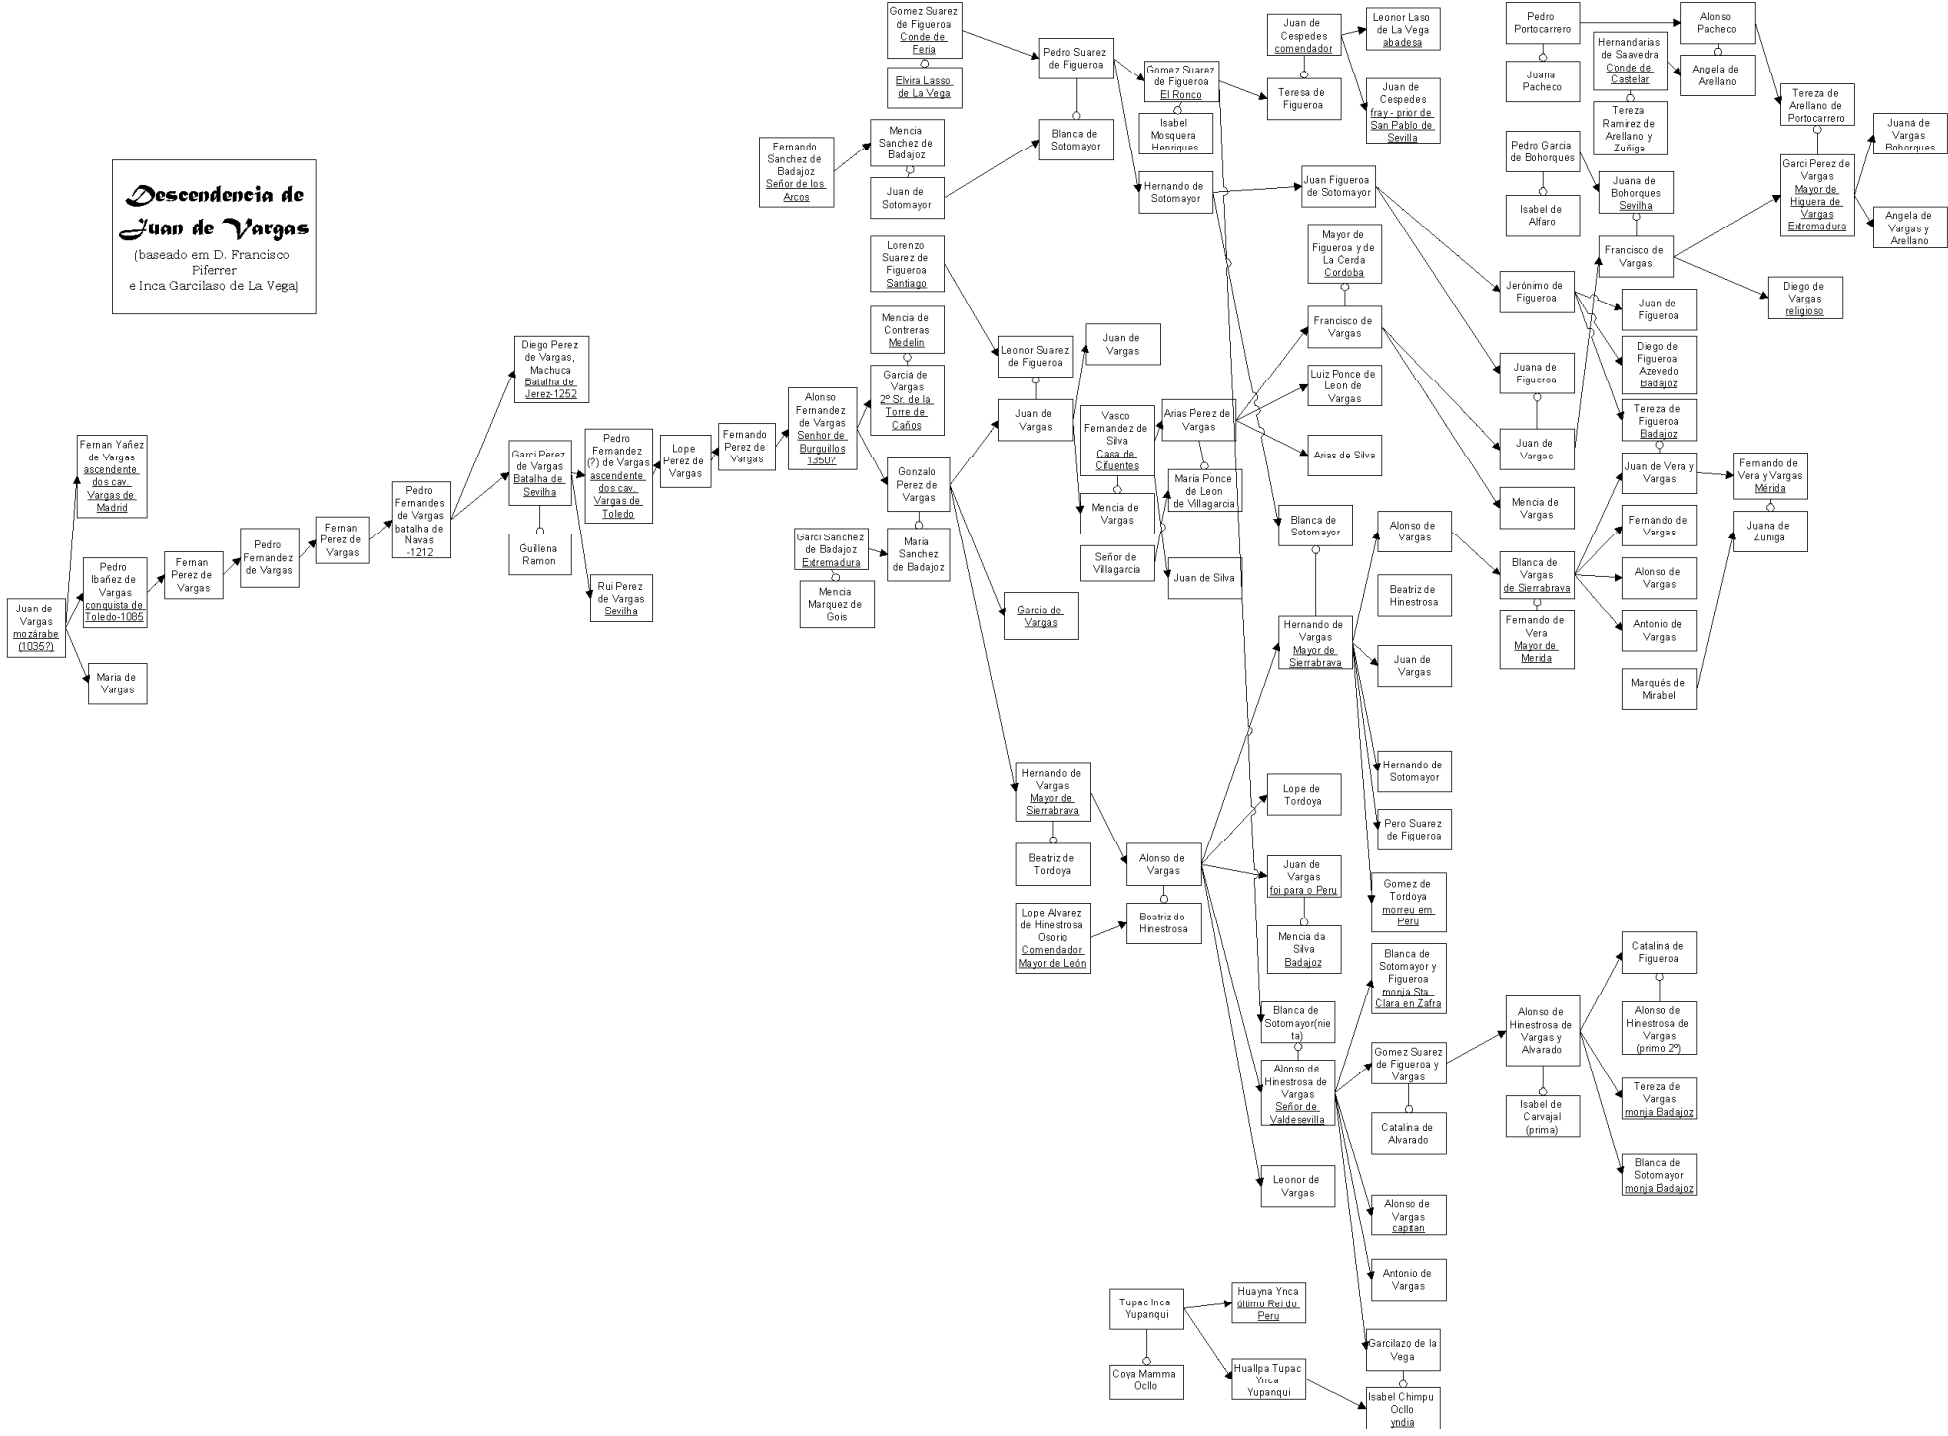 Descendencia de
Juan de Vargas
(baseado em D. Francisco
Piferrer
e Inca Garcilaso de La Vega)
Juan de
Vargas
mozárabe
(1035?)
Fernan Yañez
de Vargas
ascendente
dos cav.
Vargas de
Madrid
Pedro
Ibañez de
Vargas
conquista de
Toledo-1085
Maria de
Vargas
Fernan
Perez de
Vargas
Pedro
Fernandez
de Vargas
Fernan
Perez de
Vargas
Pedro
Fernandes
de Vargas
batalha de
Navas
-1212
Diego Perez
de Vargas,
Machuca
Batalha de
Jerez-1252
Garci Perez
de Vargas
Batalha de
Sevilha
Guillena
Ramon
Pedro
Fernandez
(?) de Vargas
ascendente
dos cav.
Vargas de
Toledo
Rui Perez
de Vargas
Sevilha
Lope
Perez de
Vargas
Fernando
Perez de
Vargas
Alonso
Fernandez
de Vargas
Senhor de
Burguillos
1350?
Fernando
Sanchez de
Badajoz
Señor de los
Arcos
Mencia
Sanchez de
Badajoz
Juan de
Sotomayor
Gomez Suarez
de Figueroa
Conde de
Feria
Elvira Lasso
de La Vega
Lorenzo
Suarez de
Figueroa
Santiago
Mencia de
Contreras
Medelin
Garcia de
Vargas
2º Sr. de la
Torre de
Caños
Gonzalo
Perez de
Vargas
Maria
Sanchez
de Badajoz
Garci Sanchez
de Badajoz
Extremadura
Mencia
Marquez de
Gois
Pedro Suarez
de Figueroa
Blanca de
Sotomayor
Leonor Suarez
de Figueroa
Juan de
Vargas
Garcia de
Vargas
Hernando de
Vargas
Mayor de
Sierrabrava
Beatriz de
Tordoya
Lope Alvarez
de Hinestrosa
Osorio
Comendador
Mayor de León
Gomez Suarez
de Figueroa
El Ronco
Isabel
Mosquera
Henriques
Hernando de
Sotomayor
Juan de
Vargas
Vasco
Fernandez de
Silva
Casa de
Cifuentes
Mencia de
Vargas
Señor de
Villagarcia
Arias Perez de
Vargas
Maria Ponce
de Leon
de Villagarcia
Juan de Silva
Alonso de
Vargas
Beatriz de
Hinestrosa
Juan de
Cespedes
comendador
Teresa de
Figueroa
Leonor Laso
de La Vega
abadesa
Juan de
Cespedes
fray - prior de
San Pablo de
Sevilla
Juan Figueroa
de Sotomayor
Mayor de
Figueroa y de
La Cerda
Cordoba
Francisco de
Vargas
Luiz Ponce de
Leon de
Vargas
Arias de Silva
Blanca de
Sotomayor
Hernando de
Vargas
Mayor de
Sierrabrava
Lope de
Tordoya
Juan de
Vargas
foi para o Peru
Mencia da
Silva
Badajoz
Blanca de
Sotomayor(nie
ta)
Alonso de
Hinestrosa de
Vargas
Señor de
Valdesevilla
Leonor de
Vargas
Alonso de
Vargas
Beatriz de
Hinestrosa
Juan de
Vargas
Hernando de
Sotomayor
Pero Suarez
de Figueroa
Gomez de
Tordoya
morreu em
Peru
Blanca de
Sotomayor y
Figueroa
monja Sta.
Clara en Zafra
Gomez Suarez
de Figueroa y
Vargas
Catalina de
Alvarado
Alonso de
Vargas
capitan
Antonio de
Vargas
Garcilazo de la
Vega
Isabel Chimpu
Ocllo
yndia
Tupac Inca
Yupanqui
Coya Mamma
Ocllo
Huayna Ynca
último Rei do
Peru
Huallpa Tupac
Ynca
Yupanqui
Pedro
Portocarrero
Juana
Pacheco
Alonso
Pacheco
Hernandarias
de Saavedra
Conde de
Castelar
Angela de
Arellano
Tereza
Ramirez de
Arellano y
Zuñiga
Tereza de
Arellano de
Portocarrero
Pedro Garcia
de Bohorques
Isabel de
Alfaro
Juana de
Bohorques
Sevilha
Francisco de
Vargas
Garci Perez de
Vargas
Mayor de
Higuera de
Vargas
Extremadura
Juana de
Vargas
Bohorques
Angela de
Vargas y
Arellano
Diego de
Vargas
religioso
Jerónimo de
Figueroa
Juan de
Figueroa
Diego de
Figueroa
Azevedo
Badajoz
Tereza de
Figueroa
Badajoz
Juana de
Figueroa
Juan de
Vargas
Mencia de
Vargas
Juan de Vera y
Vargas
Fernando de
Vera y Vargas
Mérida
Juana de
Zuniga
Fernando de
Vargas
Alonso de
Vargas
Antonio de
Vargas
Blanca de
Vargas
de Sierrabrava
Fernando de
Vera
Mayor de
Merida
Marqués de
Mirabel
Alonso de
Hinestrosa de
Vargas y
Alvarado
Isabel de
Carvajal
(prima)
Catalina de
Figueroa
Alonso de
Hinestrosa de
Vargas
(primo 2º)
Tereza de
Vargas
monja Badajoz
Blanca de
Sotomayor
monja Badajoz